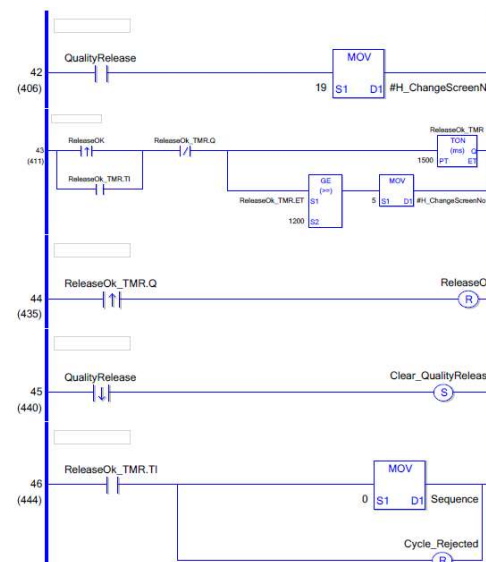 QualityRelease
MOV
42
(406)
19 S1 D1 #H_ChangeScreenN
ReleaseOK
ReleaseOk_TMR.Q
ReleaseOk_TMR
TON
(ms) Q
43
(411)
1500 PT ET
ReleaseOk_TMR.TI
GE
(>=)
MOV
ReleaseOk_TMR.ET S1
5 S1 D1 #H_ChangeScreenNo
1200 S2
ReleaseOk_TMR.Q
ReleaseO
44
(435)
R
QualityRelease
Clear_QualityReleas
45
(440)
S
ReleaseOk_TMR.TI
MOV
46
(444)
0 S1 D1 Sequence
Cycle_Rejected
R